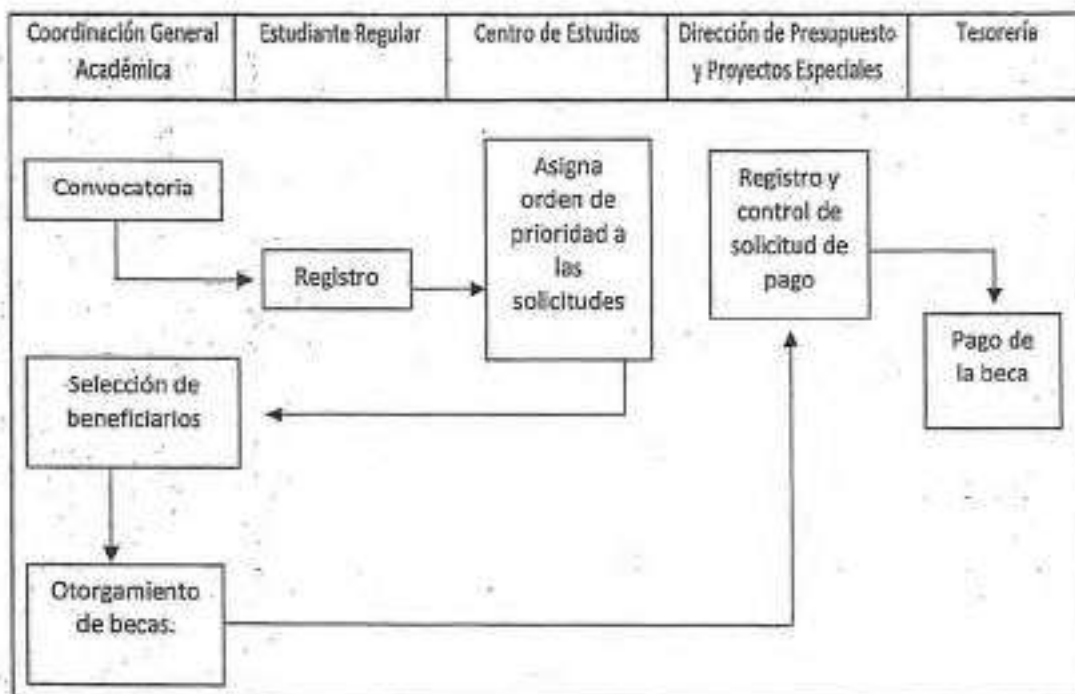 Coordinación General
Académica
Estudiante Regular
Centro de Estudios
Dirección de Presupuesto
y Proyectos Especiales
Tesorería
Convocatoria
Registro
Asigna
orden de
prioridad a
las
solicitudes
Registro y
control de
solicitud de
pago
Pago de
la beca
Selección de
beneficiarios
Otorgamiento
de becas.